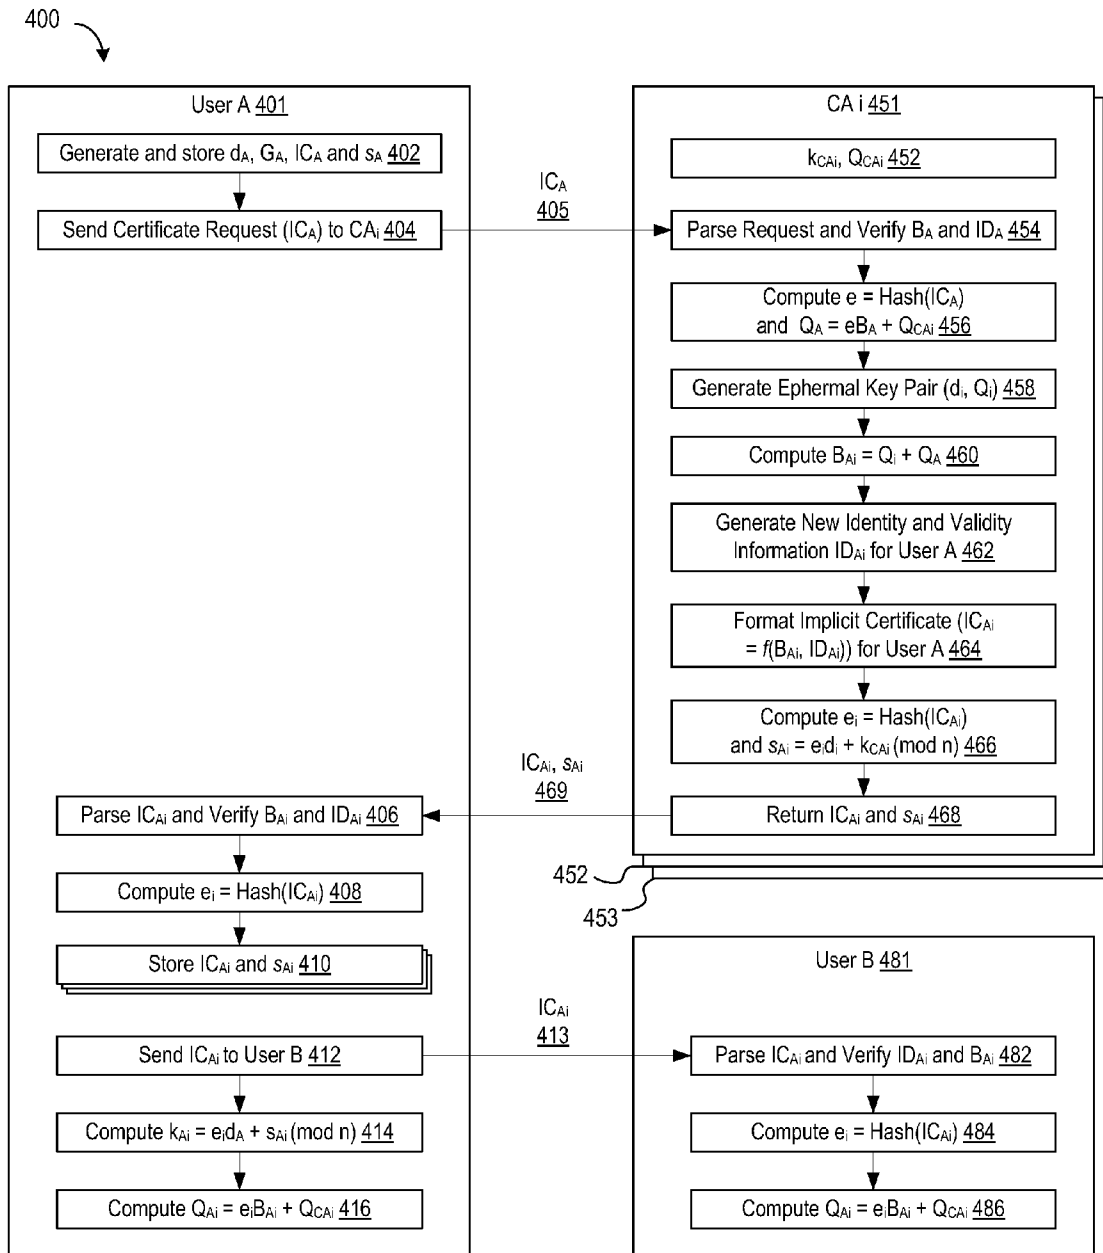 400
User A 401
Generate and store dA, GA, ICA and sA 402
Send Certificate Request (ICA) to CAi 404
ICA
405
CA i 451
kCAi, QCAi 452
Parse Request and Verify BA and IDA 454
Compute e = Hash(ICA)
and QA = eBA + QCAi 456
Generate Ephermal Key Pair (di, Qi) 458
Compute BAi = Qi + QA 460
Generate New Identity and Validity
Information IDAi for User A 462
Format Implicit Certificate (ICAi
= f(BAi, IDAi)) for User A 464
Compute ei = Hash(ICAi)
and sAi = eidi + kCAi (mod n) 466
Return ICAi and sAi 468
ICAi, sAi
469
452
453
Parse ICAi and Verify BAi and IDAi 406
Compute ei = Hash(ICAi) 408
Store ICAi and sAi 410
Send ICAi to User B 412
Compute kAi = eidA + sAi (mod n) 414
Compute QAi = eiBAi + QCAi 416
ICAi
413
User B 481
Parse ICAi and Verify IDAi and BAi 482
Compute ei = Hash(ICAi) 484
Compute QAi = eiBAi + QCAi 486